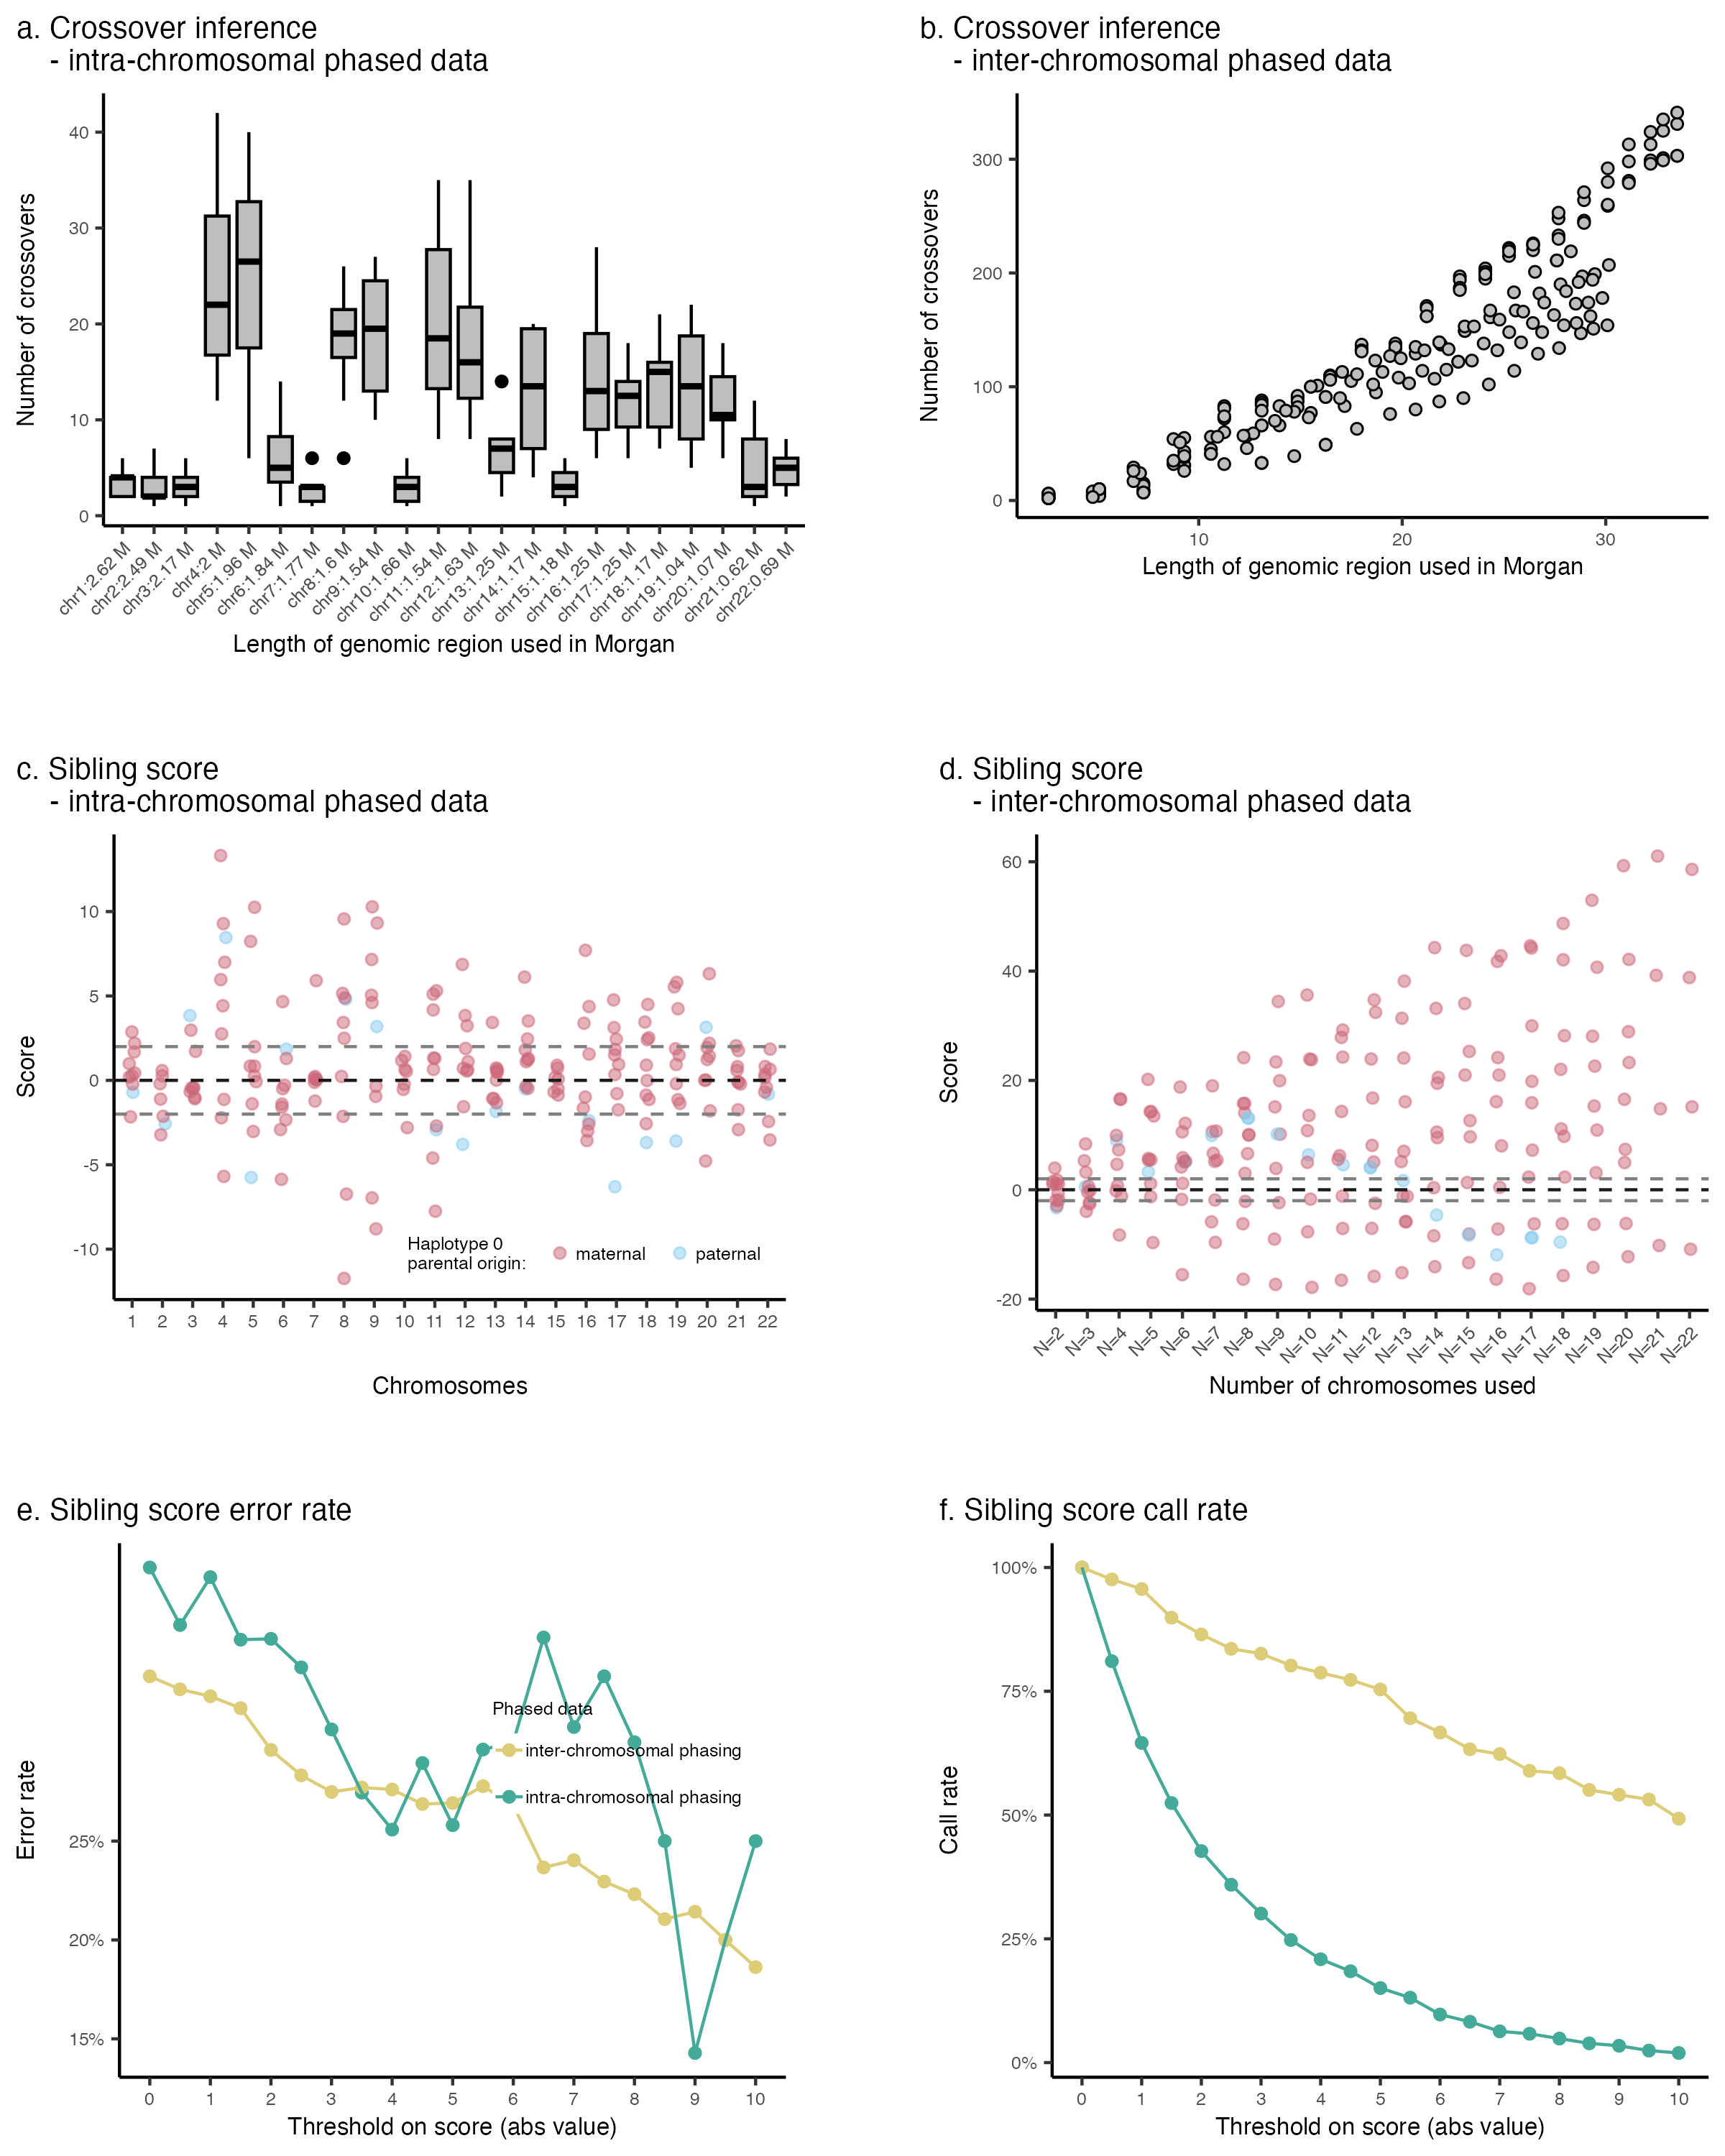 a. Crossover inference
- intra-chromosomal phased data
Number of crossovers
40
30
20
10
0
chr1:2.62 M
chr2:2.49 M
chr3:2.17 M
chr4:2 M
chr5:1.96 M
chr6:1.84 M
chr7:1.77 M
chr8:1.6 M
chr9:1.54 M
chr10:1.66 M
chr11:1.54 M
chr12:1.63 M
chr13:1.25 M
chr14:1.17 M
chr15:1.18 M
chr16:1.25 M
chr17:1.25 M
chr18:1.17 M
chr19:1.04 M
chr20:1.07 M
chr21:0.62 M
chr22:0.69 M
Length of genomic region used in Morgan
b. Crossover inference
- inter-chromosomal phased data
Number of crossovers
300
200
100
0
10 20 30
Length of genomic region used in Morgan
c. Sibling score
- intra-chromosomal phased data
Score
10
5
0
-5
-10
Haplotype 0
parental origin:
maternal
paternal
1 2 3 4 5 6 7 8 9 10 11 12 13 14 15 16 17 18 19 20 21 22
Chromosomes
d. Sibling score
- inter-chromosomal phased data
Score
60
40
20
0
-20
N=2
N=3
N=4
N=5
N=6
N=7
N=8
N=9
N=10
N=11
N=12
N=13
N=14
N=15
N=16
N=17
N=18
N=19
N=20
N=21
N=22
Number of chromosomes used
e. Sibling score error rate
Error rate
25%
20%
15%
Phased data
inter-chromosomal phasing
intra-chromosomal phasing
0 1 2 3 4 5 6 7 8 9 10
Threshold on score (abs value)
f. Sibling score call rate
Call rate
100%
75%
50%
25%
0%
0 1 2 3 4 5 6 7 8 9 10
Threshold on score (abs value)